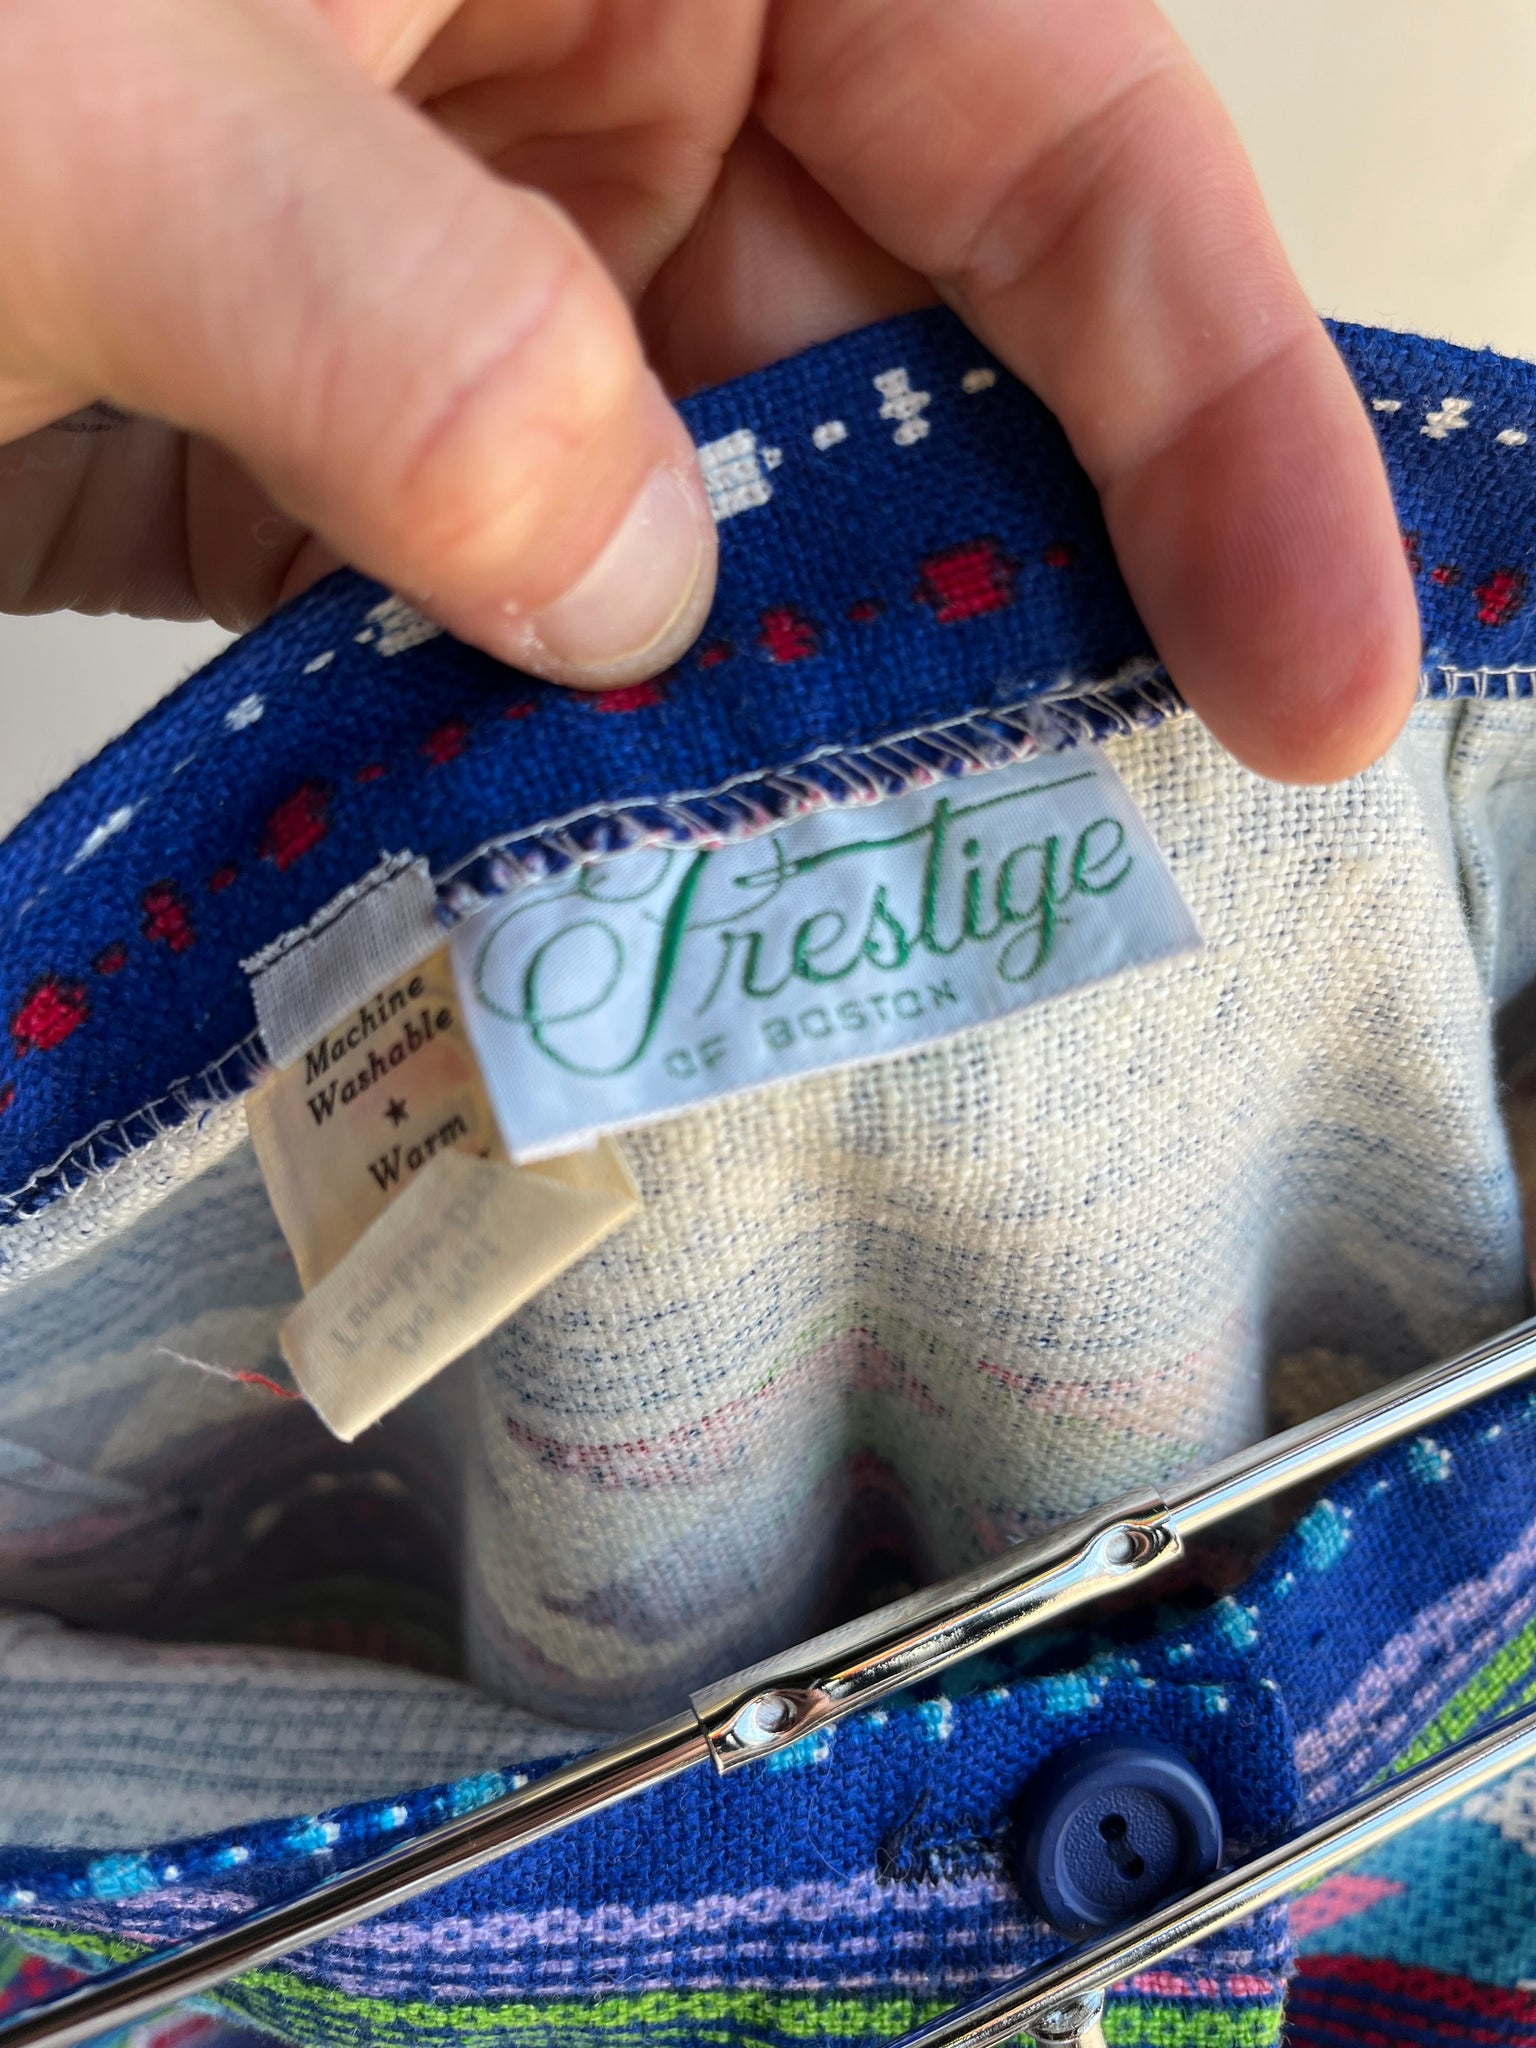 Prestige
OF BOSTON
Machine
Washable
★
Warm